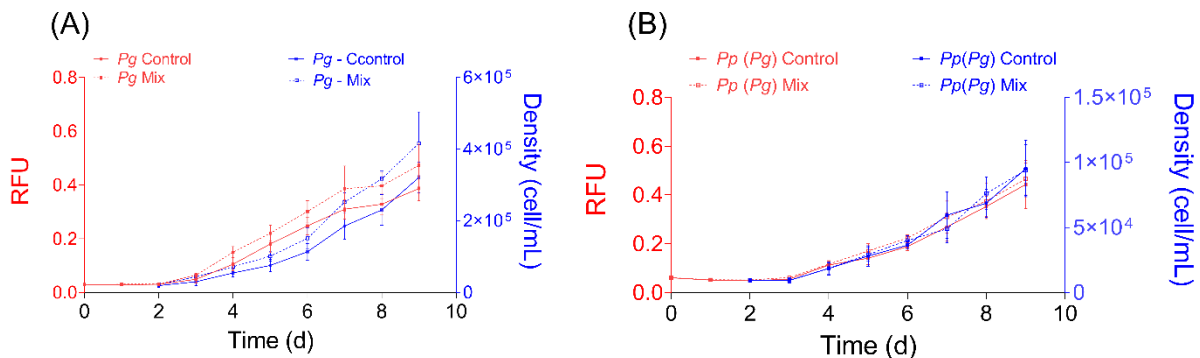 (A)
Pg Control
Pg Mix
Pg - Ccontrol
Pg - Mix
0.8
0.6
0.4
0.2
0.0
RFU
6×10⁵
4×10⁵
2×10⁵
0
Density (cell/mL)
0 2 4 6 8 10
Time (d)
(B)
Pp (Pg) Control
Pp (Pg) Mix
Pp(Pg) Control
Pp(Pg) Mix
0.8
0.6
0.4
0.2
0.0
RFU
1.5×10⁵
1×10⁵
5×10⁴
0
Density (cell/mL)
0 2 4 6 8 10
Time (d)